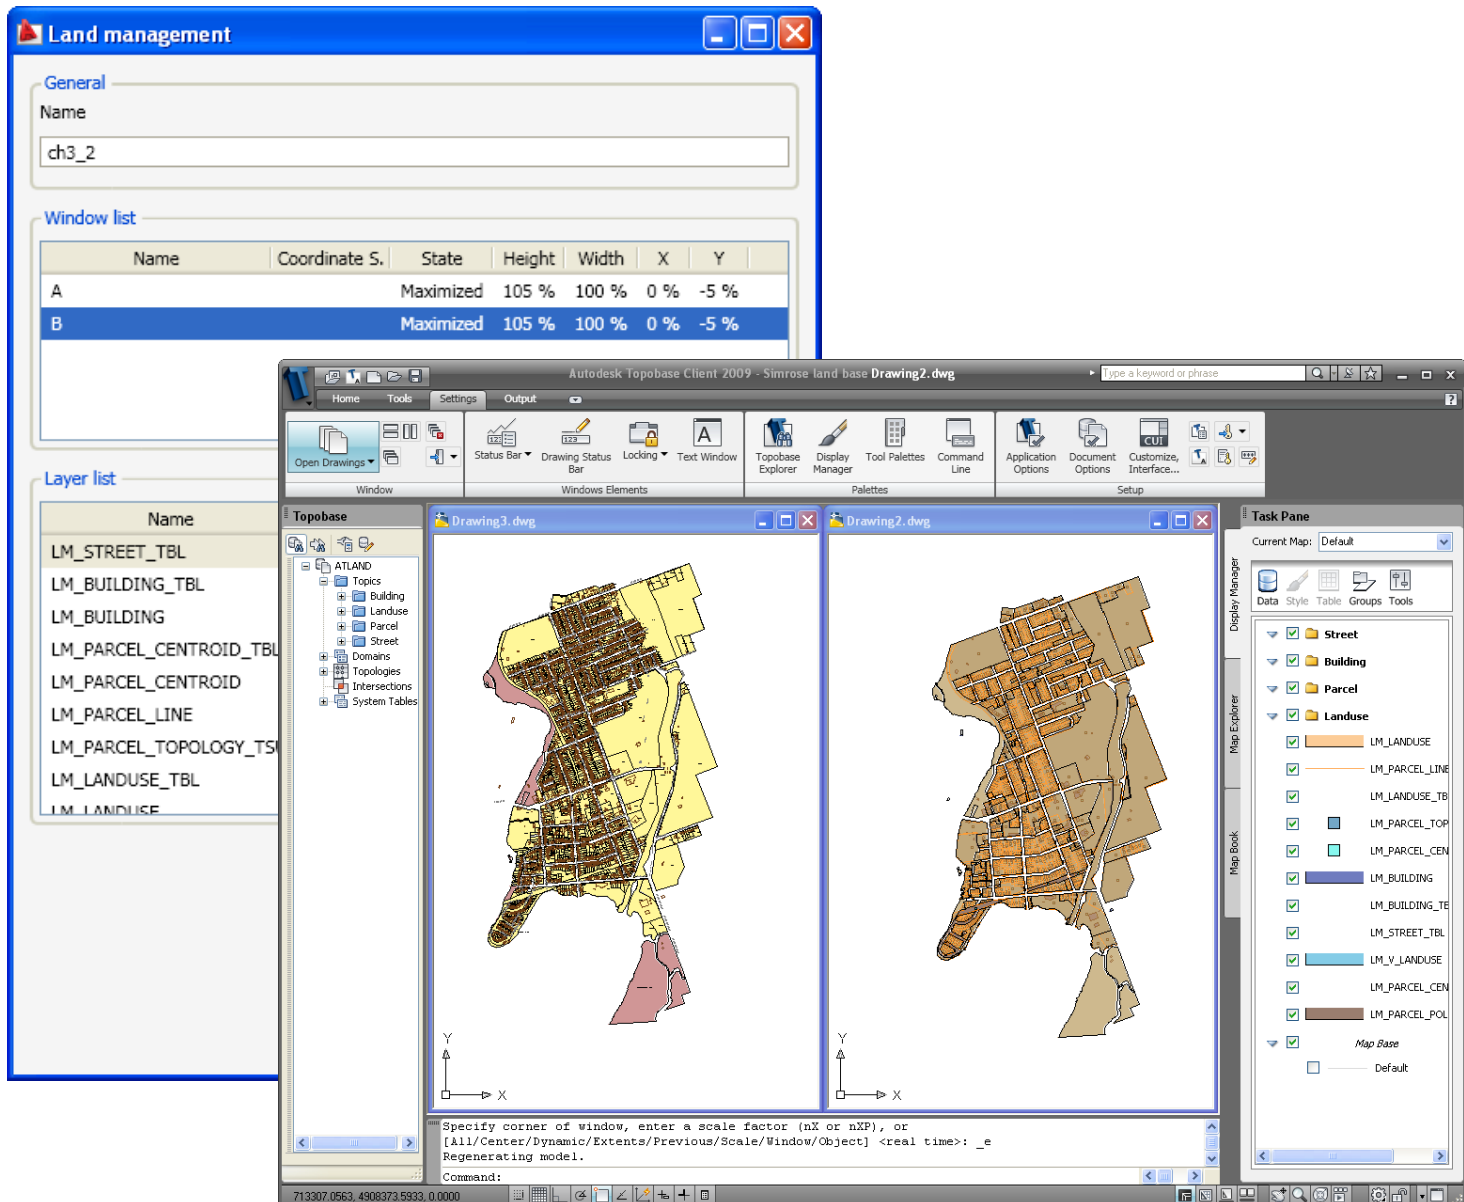 Land management
General
Name
ch3_2
Window list
Name Coordinate S. State Height Width X Y
A Maximized 105 % 100 % 0 % -5 %
B Maximized 105 % 100 % 0 % -5 %
Layer list
Name
LM_STREET_TBL
LM_BUILDING_TBL
LM_BUILDING
LM_PARCEL_CENTROID_TBL
LM_PARCEL_CENTROID
LM_PARCEL_LINE
LM_PARCEL_TOPOLOGY_TSU
LM_LANDUSE_TBL
LM_LANDUSE
Autodesk Topobase Client 2009 - Simrose land base Drawing2.dwg
Type a keyword or phrase
Home Tools Settings Output
Open Drawings
Window
Status Bar
Drawing Status Bar
Locking
Text Window
Windows Elements
Topobase Explorer
Display Manager
Tool Palettes
Command Line
Palettes
Application Options
Document Options
CUI
Customize, Interface...
Setup
Topobase
ATLAND
Topics
Building
Landuse
Parcel
Street
Domains
Topologies
Intersections
System Tables
Drawing3.dwg
Y
X
Drawing2.dwg
Y
X
Specify corner of window, enter a scale factor (nX or nXP), or
[All/Center/Dynamic/Extents/Previous/Scale/Window/Object] <real time>: _e
Regenerating model.
Command:
713307.0563, 4908373.5933, 0.0000
Task Pane
Current Map: Default
Display Manager
Map Explorer
Map Book
Data Style Table Groups Tools
Street
Building
Parcel
Landuse
LM_LANDUSE
LM_PARCEL_LINE
LM_LANDUSE_TB
LM_PARCEL_TOP
LM_PARCEL_CEN
LM_BUILDING
LM_BUILDING_TE
LM_STREET_TBL
LM_V_LANDUSE
LM_PARCEL_CEN
LM_PARCEL_POL
Map Base
Default